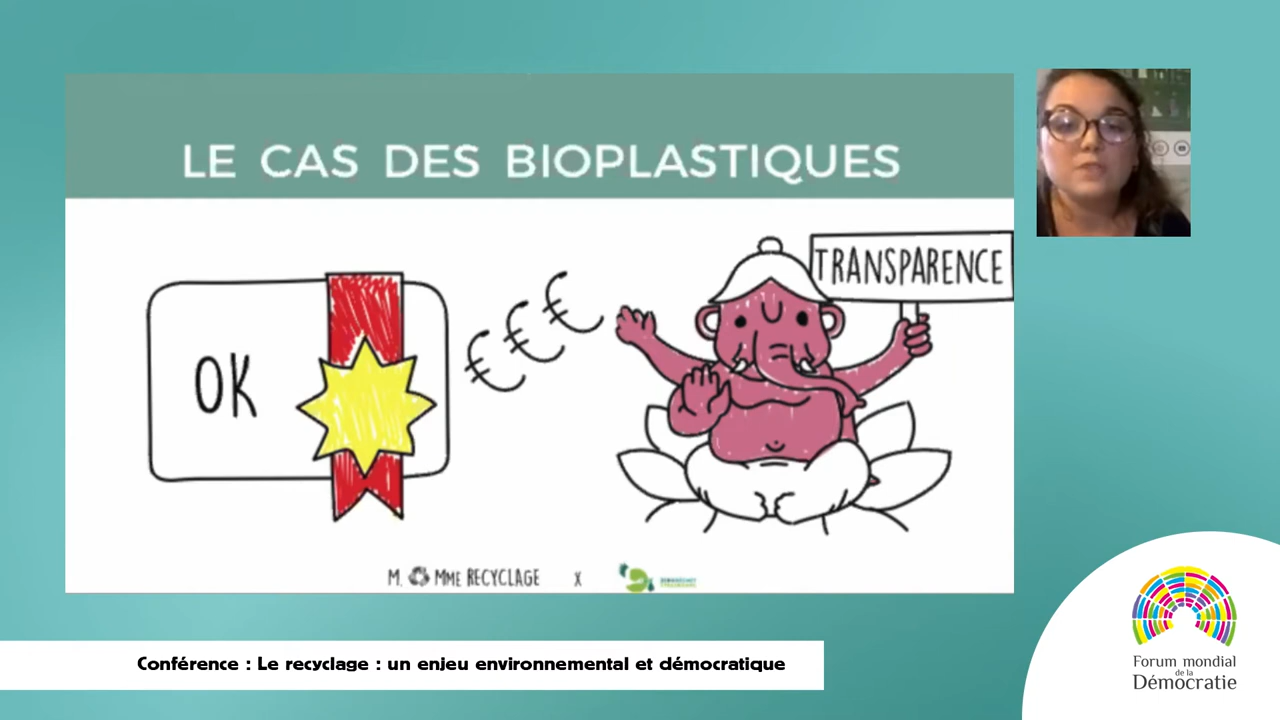 LE CAS DES BIOPLASTIQUES
TRANSPARENCE
OK
€€€
M. MME RECYCLAGE X
Conférence : Le recyclage : un enjeu environnemental et démocratique
Forum mondial
de la
Démocratie